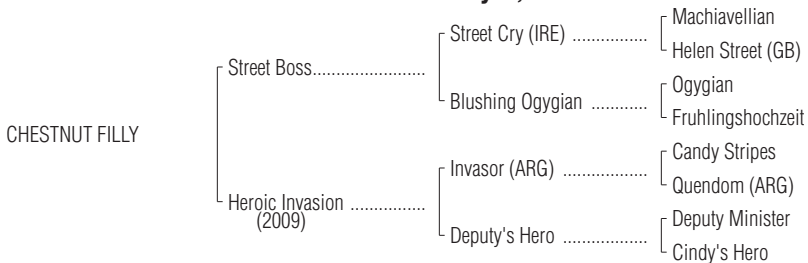 Machiavellian
Street Cry (IRE) ................
Helen Street (GB)
Street Boss.......................
Ogygian
Blushing Ogygian ............
Fruhlingshochzeit
CHESTNUT FILLY
Candy Stripes
Invasor (ARG) .................
Quendom (ARG)
Heroic Invasion ................
(2009)
Deputy Minister
Deputy's Hero .................
Cindy's Hero